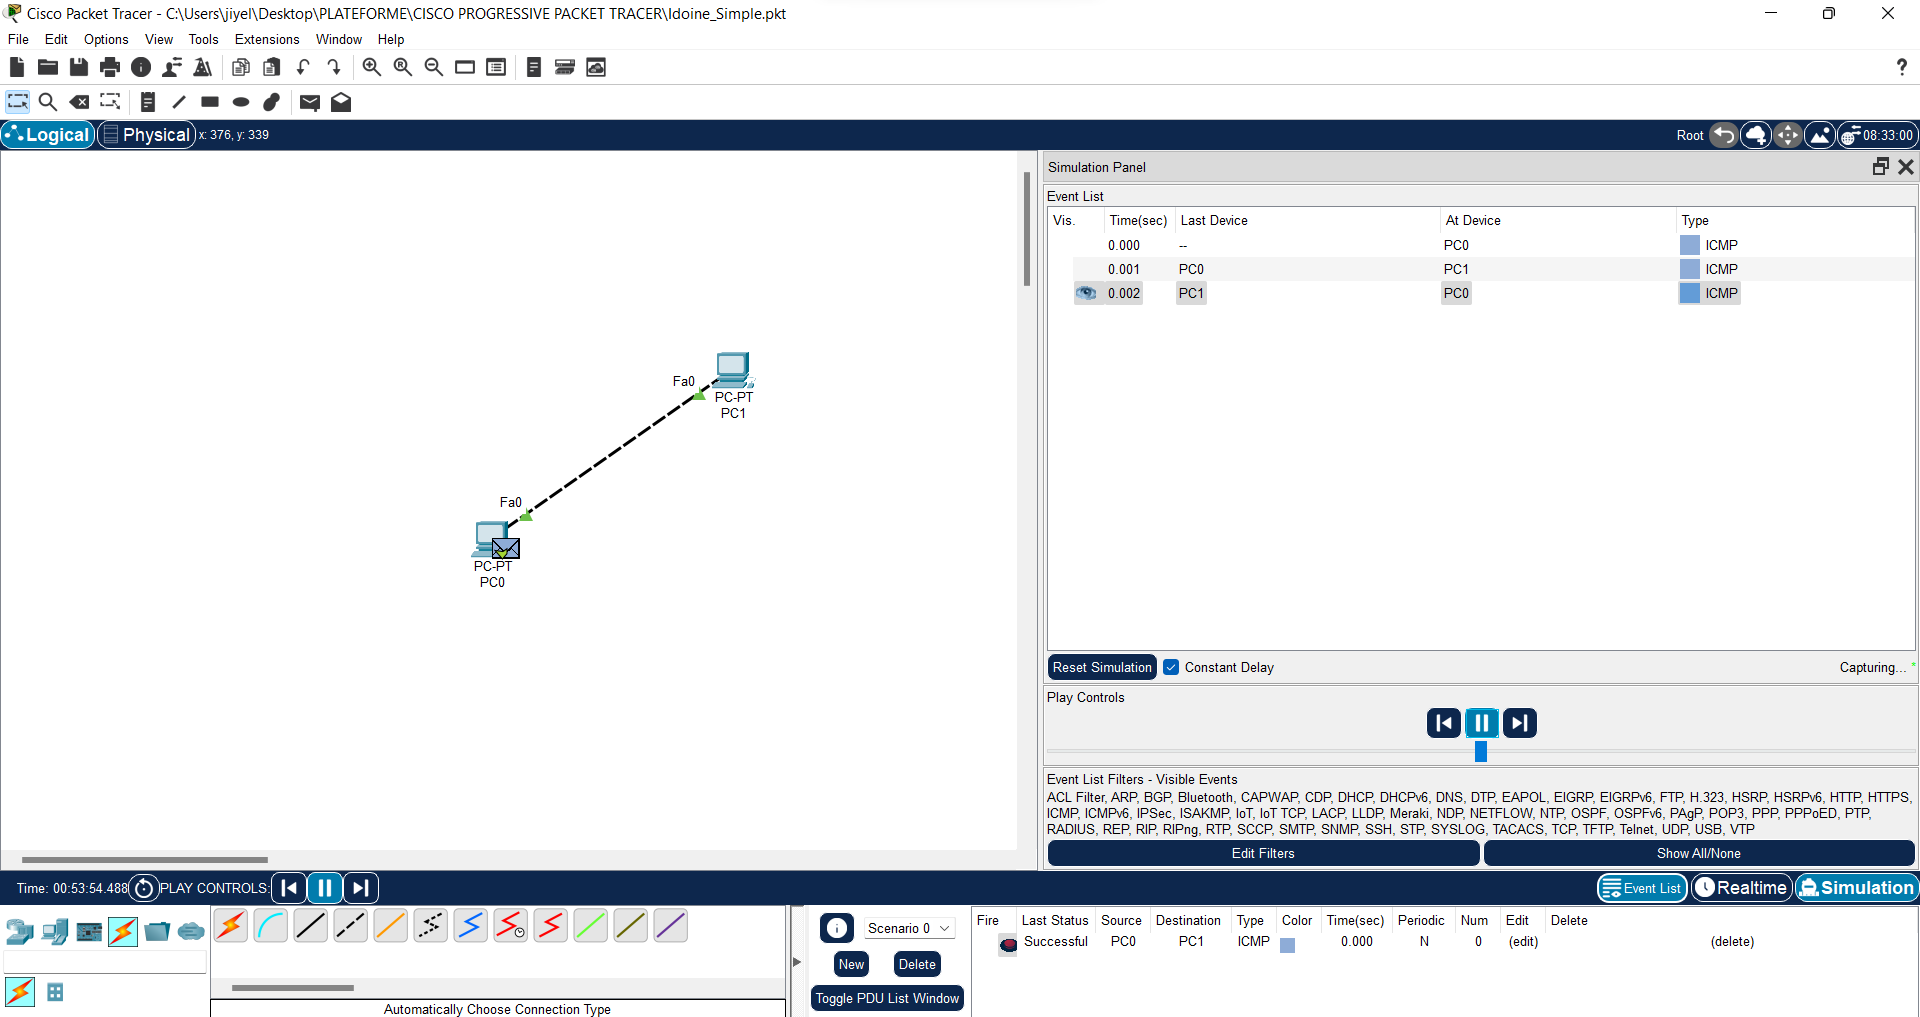 Cisco Packet Tracer - C:\Users\jiyel\Desktop\PLATEFORME\CISCO PROGRESSIVE PACKET TRACER\Idoine_Simple.pkt
File Edit Options View Tools Extensions Window Help
Logical Physical x: 376, y: 339 Root 08:33:00
Simulation Panel
Event List
Vis. Time(sec) Last Device At Device Type
0.000 -- PC0 ICMP
0.001 PC0 PC1 ICMP
0.002 PC1 PC0 ICMP
Fa0
PC-PT
PC1
Fa0
PC-PT
PC0
Reset Simulation Constant Delay Capturing... *
Play Controls
Event List Filters - Visible Events
ACL Filter, ARP, BGP, Bluetooth, CAPWAP, CDP, DHCP, DHCPv6, DNS, DTP, EAPOL, EIGRP, EIGRPv6, FTP, H.323, HSRP, HSRPv6, HTTP, HTTPS,
ICMP, ICMPv6, IPSec, ISAKMP, IoT, IoT TCP, LACP, LLDP, Meraki, NDP, NETFLOW, NTP, OSPF, OSPFv6, PAgP, POP3, PPP, PPPoED, PTP,
RADIUS, REP, RIP, RIPng, RTP, SCCP, SMTP, SNMP, SSH, STP, SYSLOG, TACACS, TCP, TFTP, Telnet, UDP, USB, VTP
Edit Filters Show All/None
Time: 00:53:54.488 PLAY CONTROLS: Event List Realtime Simulation
Scenario 0
New Delete
Toggle PDU List Window
Fire Last Status Source Destination Type Color Time(sec) Periodic Num Edit Delete
Successful PC0 PC1 ICMP 0.000 N 0 (edit) (delete)
Automatically Choose Connection Type